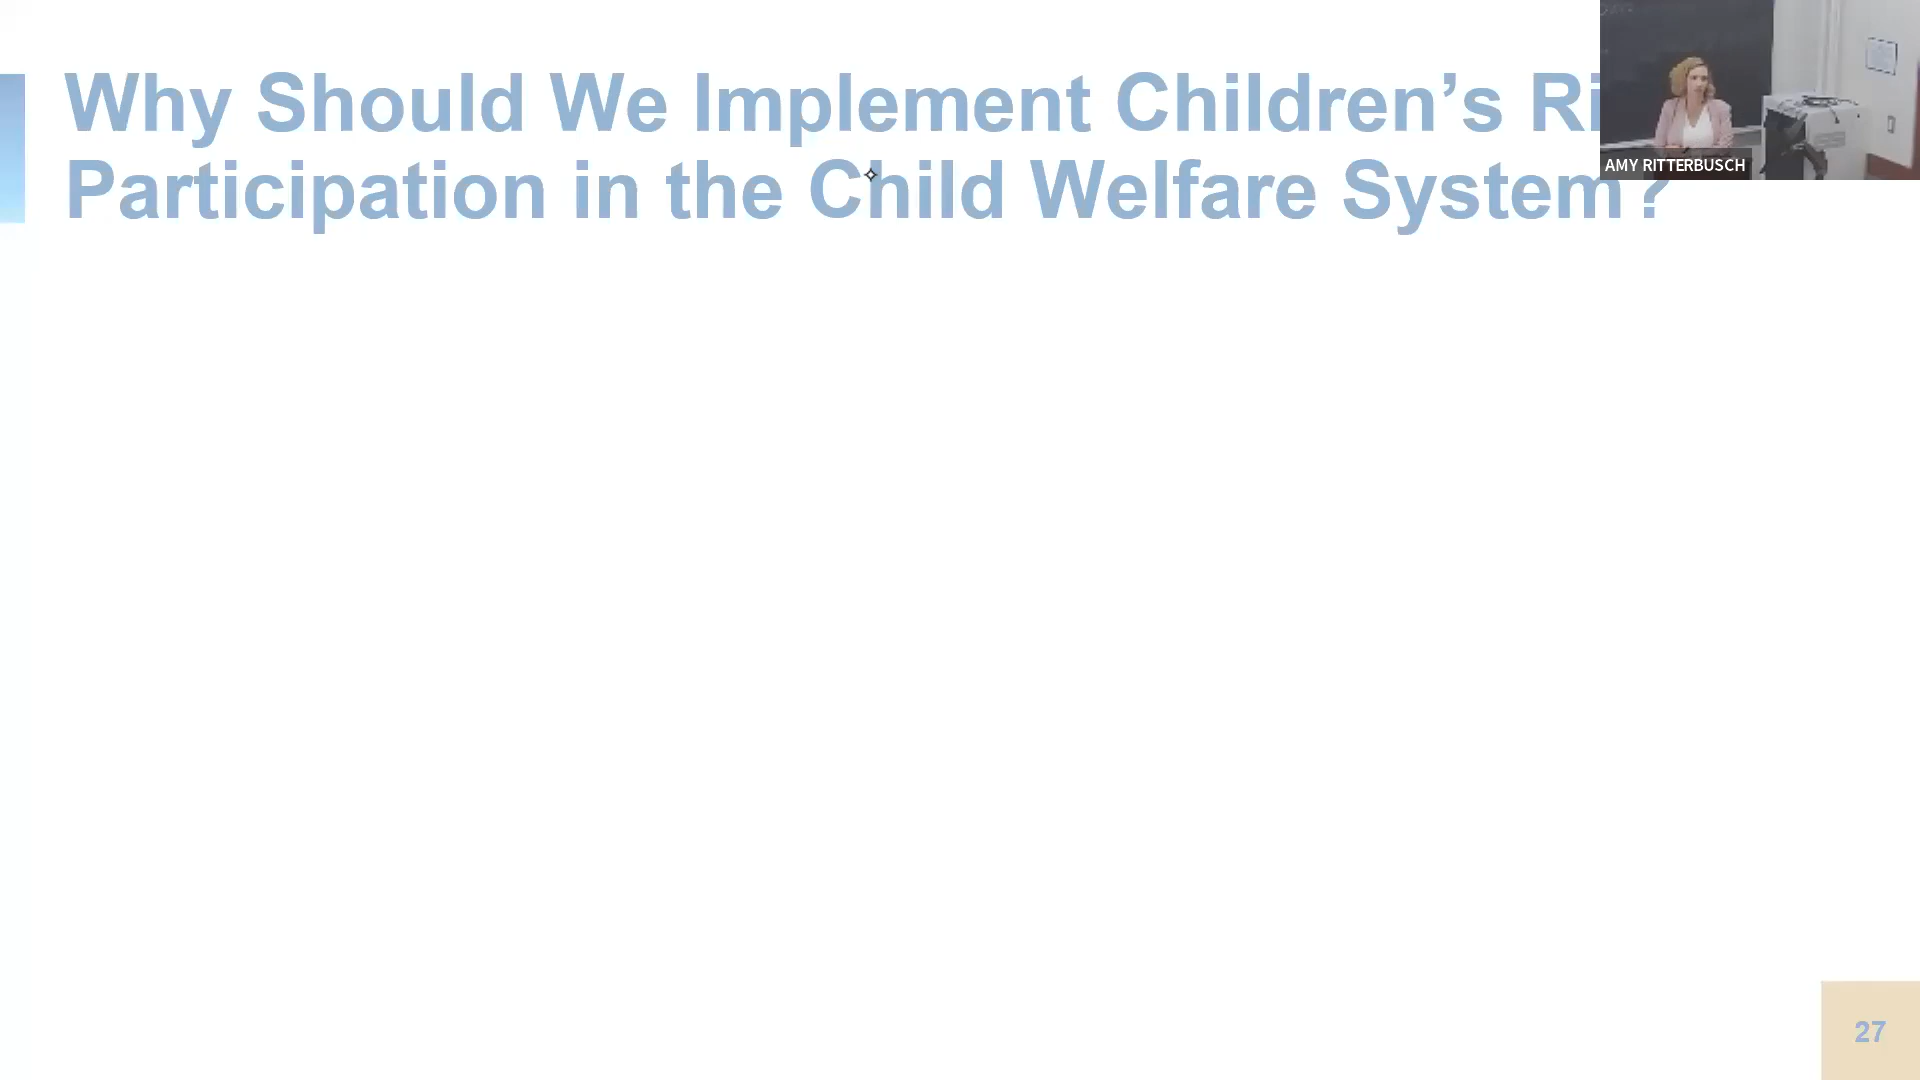 Why Should We Implement Children’s Ri
Participation in the Child Welfare System?
AMY RITTERBUSCH
27